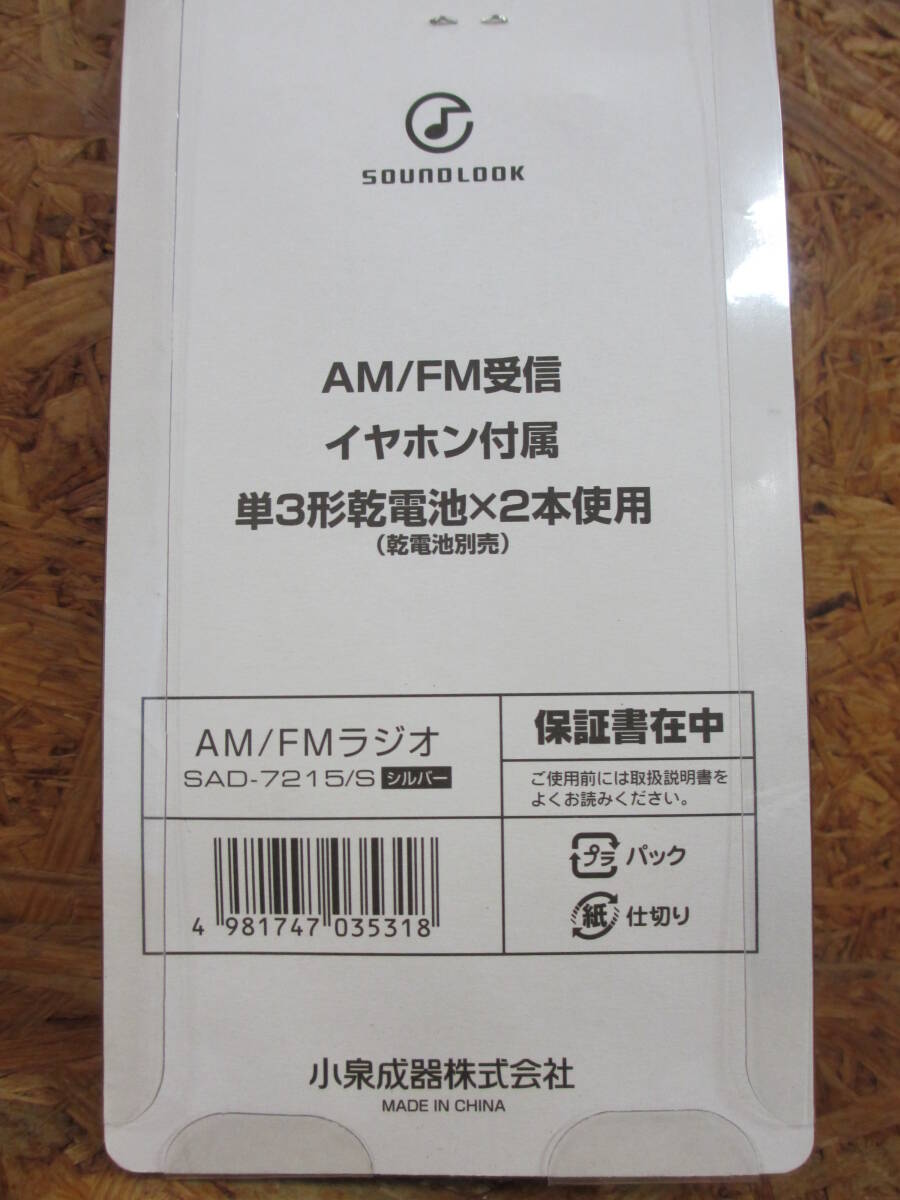 SOUNDLOOK
AM/FM受信
イヤホン付属
単3形乾電池×2本使用
(乾電池別売)
AM/FMラジオ
SAD-7215/S シルバー
保証書在中
ご使用前には取扱説明書を
よくお読みください。
4 981747 035318
プラ パック
紙 仕切り
小泉成器株式会社
MADE IN CHINA